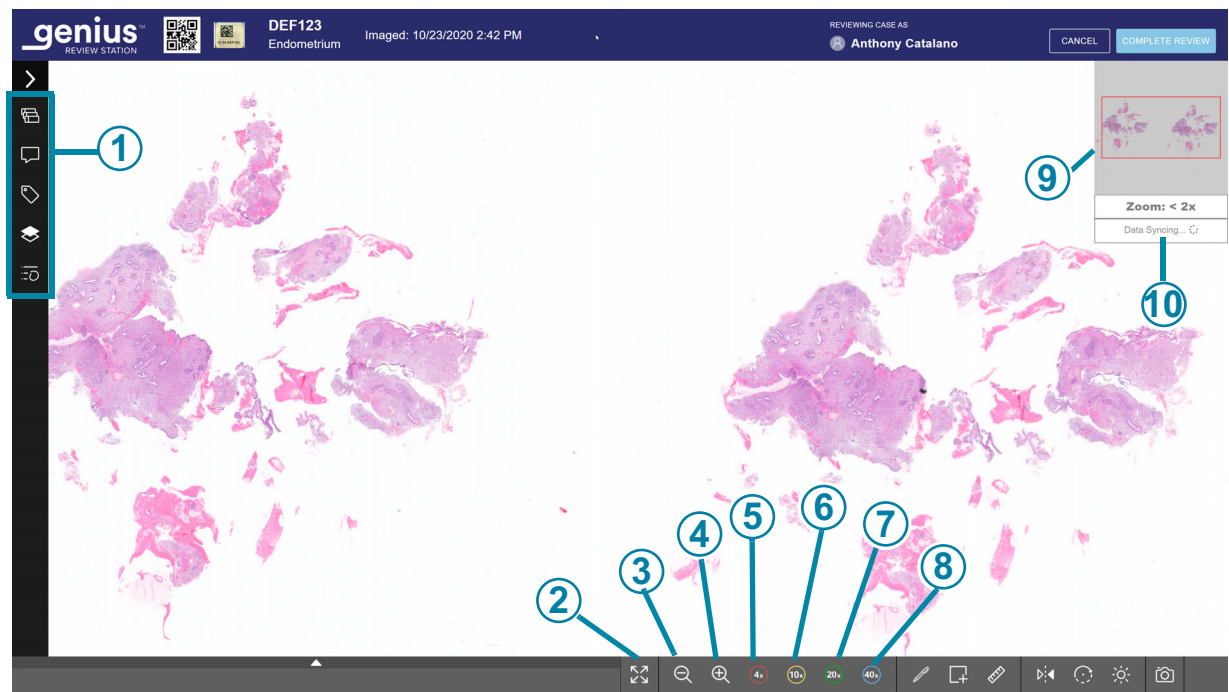 genius™
REVIEW STATION
DEF123
Endometrium
Imaged: 10/23/2020 2:42 PM
REVIEWING CASE AS
Anthony Catalano
CANCEL
COMPLETE REVIEW
1
9
Zoom: < 2x
Data Syncing...
10
2
3
4
5
6
7
8
4x
10x
20x
40x